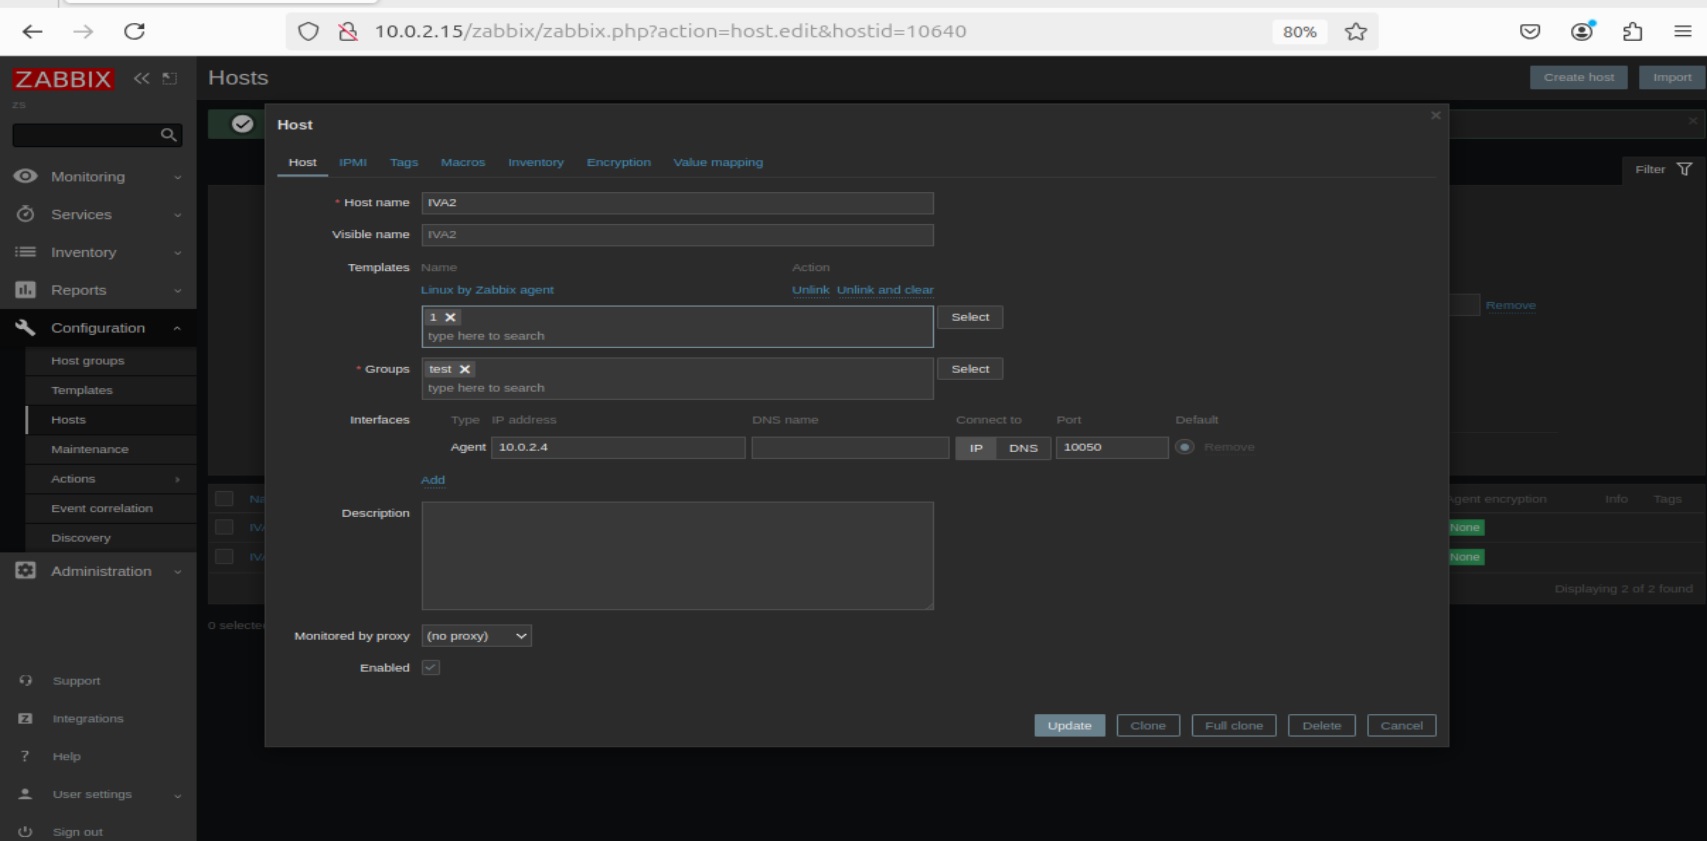 10.0.2.15/zabbix/zabbix.php?action=host.edit&hostid=10640
80%
ZABBIX
Hosts
Create host
Import
ZS
Monitoring
Services
Inventory
Reports
Configuration
Host groups
Templates
Hosts
Maintenance
Actions
Event correlation
Discovery
Administration
Support
Integrations
Help
User settings
Sign out
Filter
Host
Host IPMI Tags Macros Inventory Encryption Value mapping
* Host name IVA2
Visible name IVA2
Templates Name Action
Linux by Zabbix agent Unlink Unlink and clear
1 Select
type here to search
* Groups test Select
type here to search
Interfaces Type IP address DNS name Connect to Port Default
Agent 10.0.2.4 IP DNS 10050 Remove
Add
Description
Monitored by proxy (no proxy)
Enabled
Update Clone Full clone Delete Cancel
Remove
Agent encryption Info Tags
None
None
Displaying 2 of 2 found
0 selected